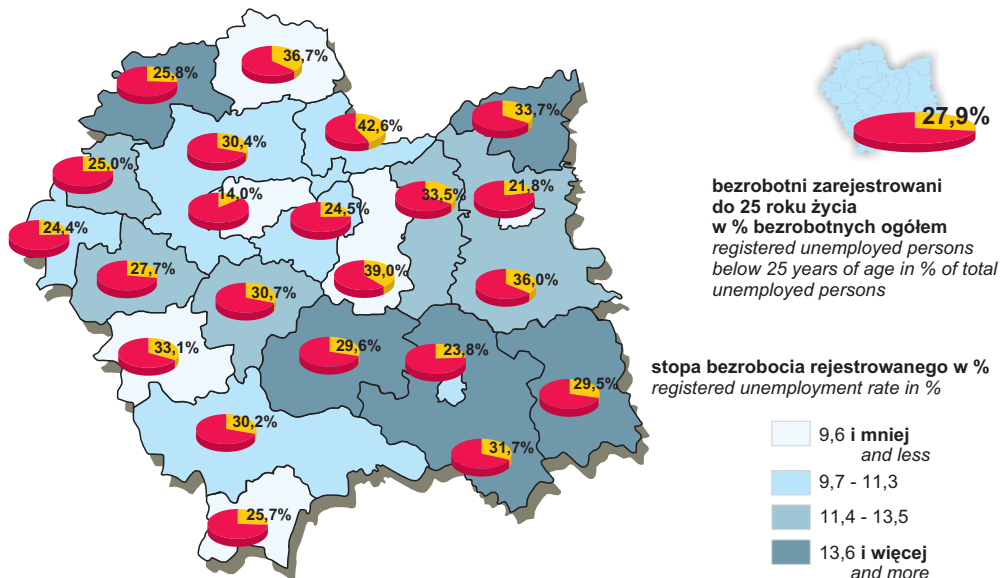 36,7%
25,8%
33,7%
42,6%
30,4%
25,0%
21,8%
33,5%
14,0%
24,5%
24,4%
27,7%
39,0%
36,0%
30,7%
33,1%
29,6%
23,8%
29,5%
30,2%
31,7%
25,7%
27,9%
bezrobotni zarejestrowani
do 25 roku życia
w % bezrobotnych ogółem
registered unemployed persons
below 25 years of age in % of total
unemployed persons
stopa bezrobocia rejestrowanego w %
registered unemployment rate in %
9,6 i mniej
and less
9,7 - 11,3
11,4 - 13,5
13,6 i więcej
and more